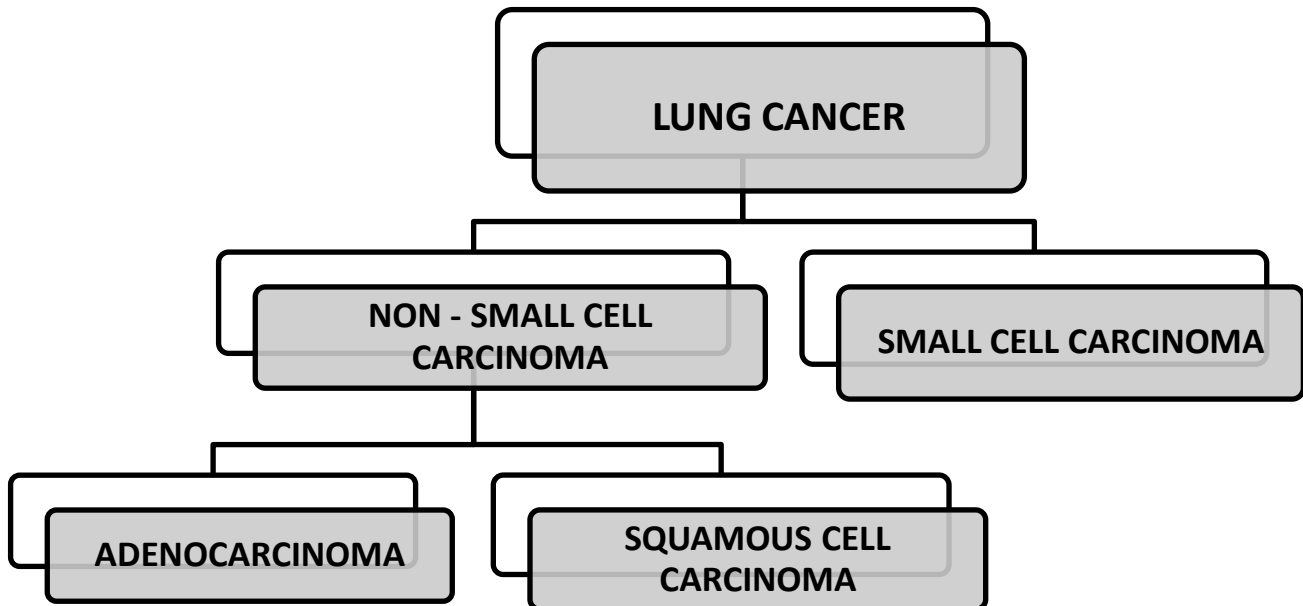 LUNG CANCER
NON - SMALL CELL
CARCINOMA
SMALL CELL CARCINOMA
ADENOCARCINOMA
SQUAMOUS CELL
CARCINOMA